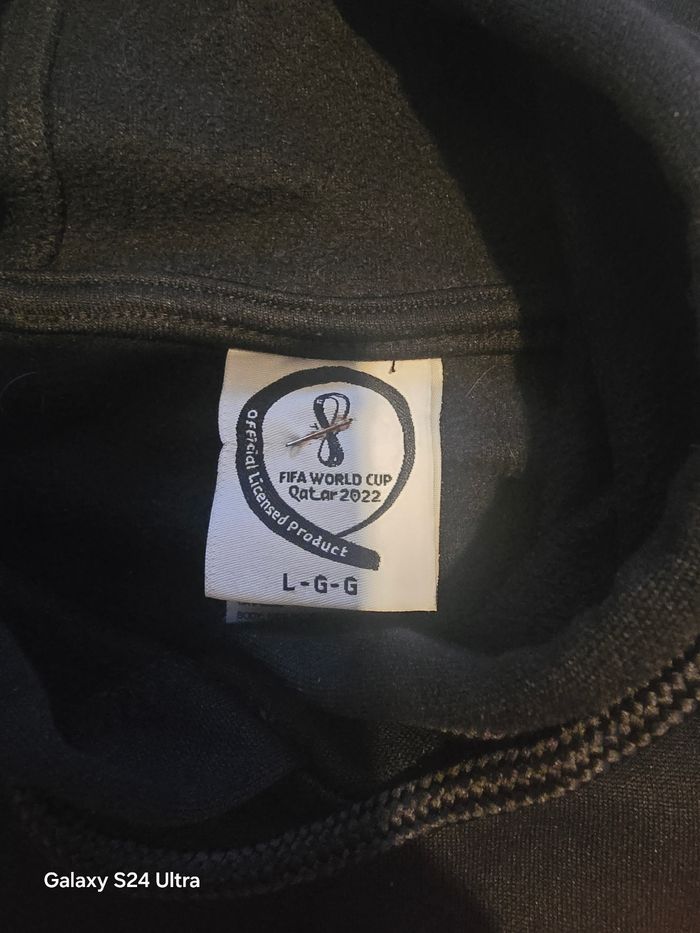 Official Licensed Product
FIFA WORLD CUP
Qatar2022
L-G-G
Galaxy S24 Ultra